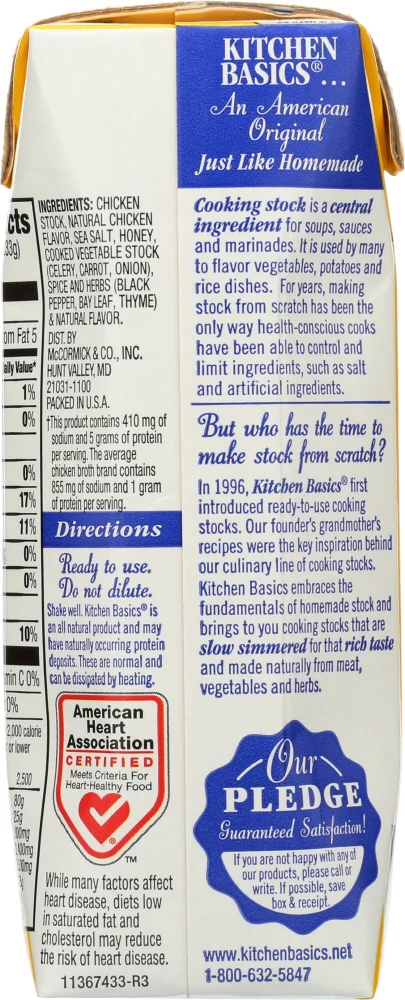 cts
33g)
om Fat 5
aily Value*
1%
0%
0%
17%
11%
0%
0%
10%
min C 0%
0%
2,000 calorie
or lower
2,500
80g
25g
INGREDIENTS: CHICKEN
STOCK, NATURAL CHICKEN
FLAVOR, SEA SALT, HONEY,
COOKED VEGETABLE STOCK
(CELERY, CARROT, ONION),
SPICE AND HERBS (BLACK
PEPPER, BAY LEAF, THYME)
& NATURAL FLAVOR.
DIST. BY
McCORMICK & CO., INC.
HUNT VALLEY, MD
21031-1100
PACKED IN U.S.A.
†This product contains 410 mg of
sodium and 5 grams of protein
per serving. The average
chicken broth brand contains
855 mg of sodium and 1 gram
of protein per serving.
Directions
Ready to use.
Do not dilute.
Shake well. Kitchen Basics® is
an all natural product and may
have naturally occurring protein
deposits. These are normal and
can be dissipated by heating.
American
Heart
Association
CERTIFIED
Meets Criteria For
Heart-Healthy Food
®
™
While many factors affect
heart disease, diets low
in saturated fat and
cholesterol may reduce
the risk of heart disease.
11367433-R3
KITCHEN
BASICS®...
An American
Original
Just Like Homemade
Cooking stock is a central
ingredient for soups, sauces
and marinades. It is used by many
to flavor vegetables, potatoes and
rice dishes. For years, making
stock from scratch has been the
only way health-conscious cooks
have been able to control and
limit ingredients, such as salt
and artificial ingredients.
But who has the time to
make stock from scratch?
In 1996, Kitchen Basics® first
introduced ready-to-use cooking
stocks. Our founder's grandmother's
recipes were the key inspiration behind
our culinary line of cooking stocks.
Kitchen Basics embraces the
fundamentals of homemade stock and
brings to you cooking stocks that are
slow simmered for that rich taste
and made naturally from meat,
vegetables and herbs.
Our
PLEDGE
Guaranteed Satisfaction!
If you are not happy with any of
our products, please call or
write. If possible, save
box & receipt.
www.kitchenbasics.net
1-800-632-5847